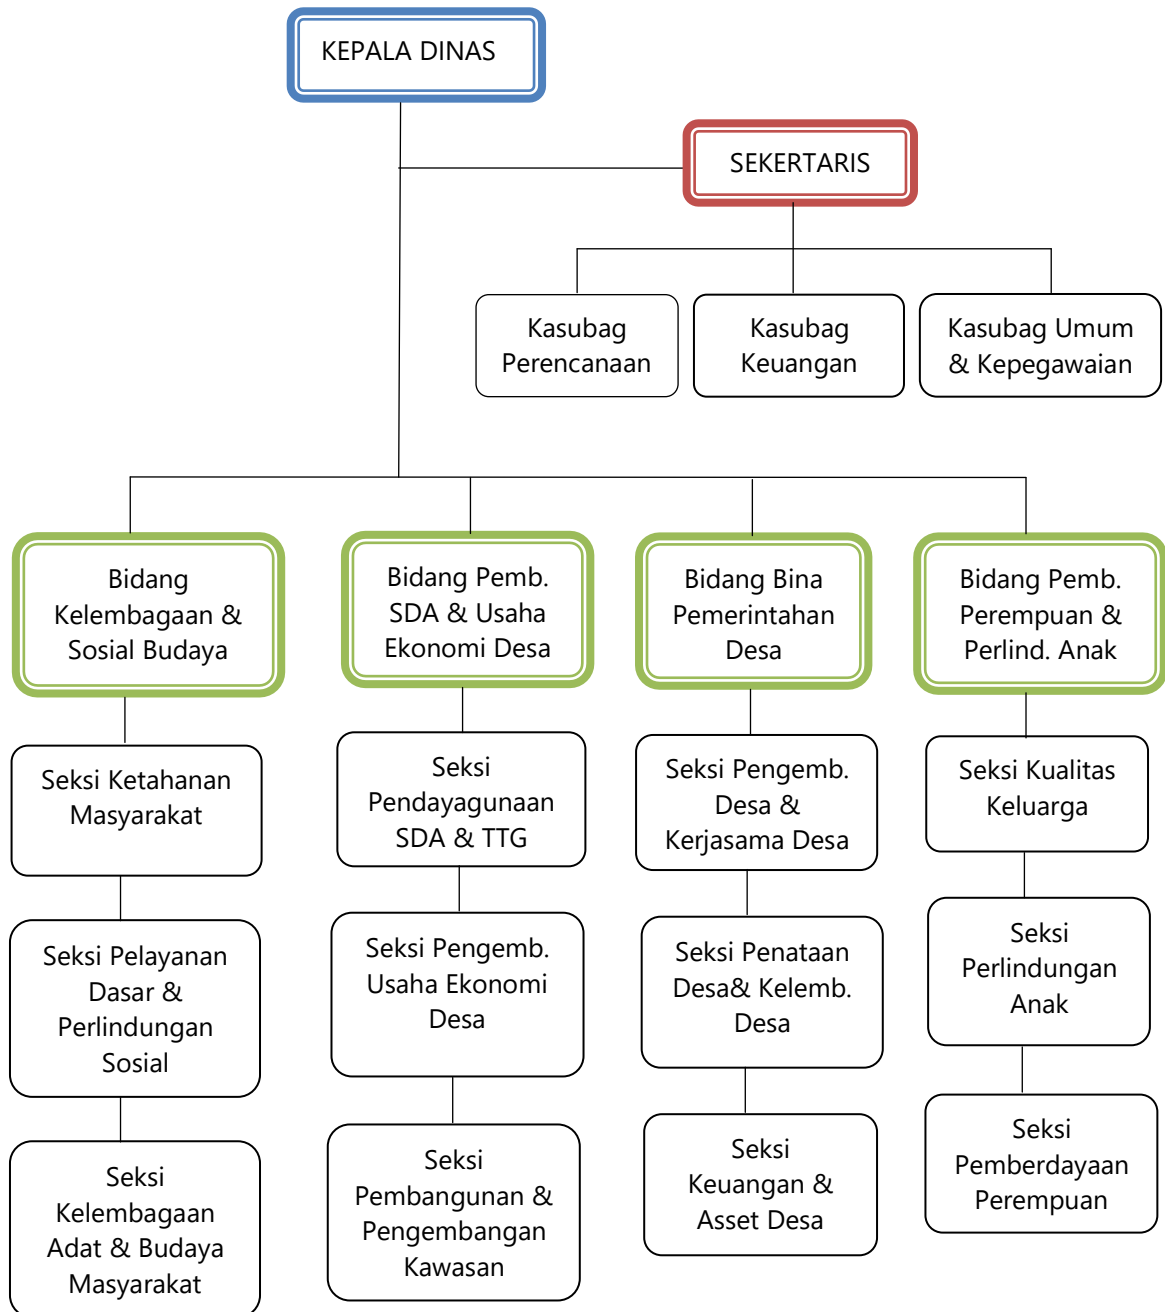 KEPALA DINAS
SEKERTARIS
Kasubag
Perencanaan
Kasubag
Keuangan
Kasubag Umum
& Kepegawaian
Bidang
Kelembagaan &
Sosial Budaya
Bidang Pemb.
SDA & Usaha
Ekonomi Desa
Bidang Bina
Pemerintahan
Desa
Bidang Pemb.
Perempuan &
Perlind. Anak
Seksi Ketahanan
Masyarakat
Seksi
Pendayagunaan
SDA & TTG
Seksi Pengemb.
Desa &
Kerjasama Desa
Seksi Kualitas
Keluarga
Seksi Pelayanan
Dasar &
Perlindungan
Sosial
Seksi Pengemb.
Usaha Ekonomi
Desa
Seksi Penataan
Desa& Kelemb.
Desa
Seksi
Perlindungan
Anak
Seksi
Kelembagaan
Adat & Budaya
Masyarakat
Seksi
Pembangunan &
Pengembangan
Kawasan
Seksi
Keuangan &
Asset Desa
Seksi
Pemberdayaan
Perempuan